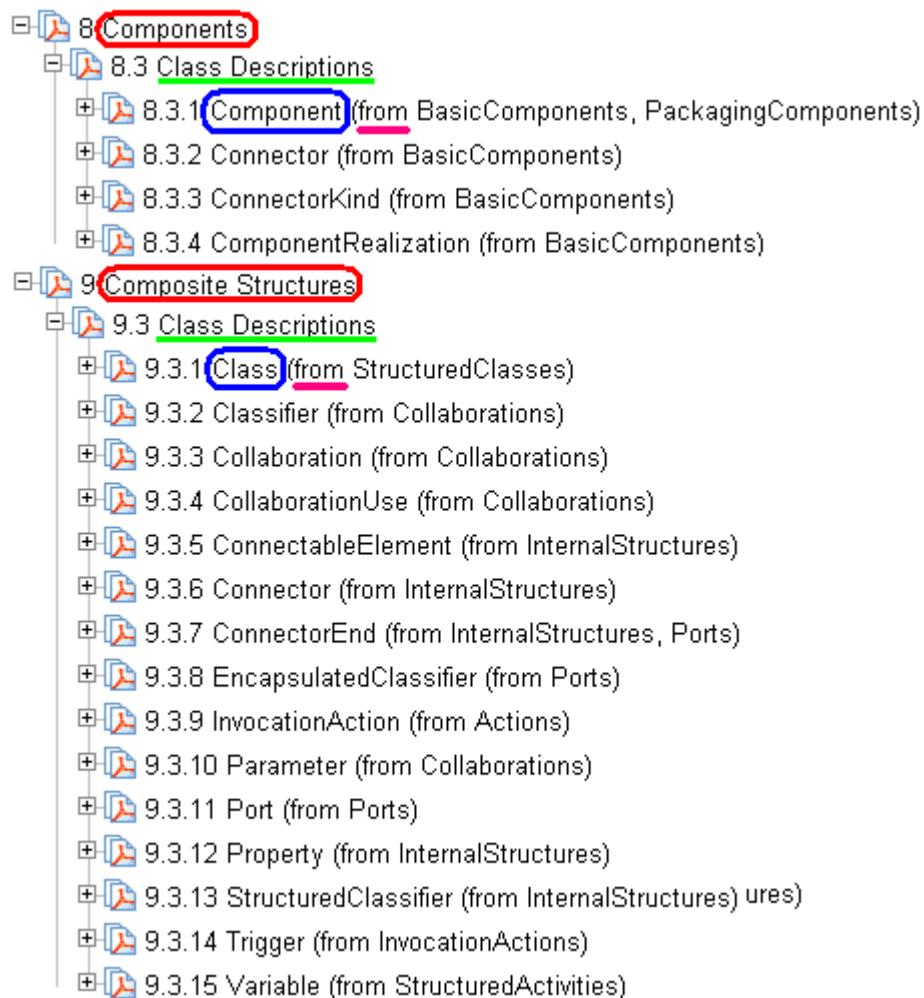 8 Components
8.3 Class Descriptions
8.3.1 Component (from BasicComponents, PackagingComponents)
8.3.2 Connector (from BasicComponents)
8.3.3 ConnectorKind (from BasicComponents)
8.3.4 ComponentRealization (from BasicComponents)
9 Composite Structures
9.3 Class Descriptions
9.3.1 Class (from StructuredClasses)
9.3.2 Classifier (from Collaborations)
9.3.3 Collaboration (from Collaborations)
9.3.4 CollaborationUse (from Collaborations)
9.3.5 ConnectableElement (from InternalStructures)
9.3.6 Connector (from InternalStructures)
9.3.7 ConnectorEnd (from InternalStructures, Ports)
9.3.8 EncapsulatedClassifier (from Ports)
9.3.9 InvocationAction (from Actions)
9.3.10 Parameter (from Collaborations)
9.3.11 Port (from Ports)
9.3.12 Property (from InternalStructures)
9.3.13 StructuredClassifier (from InternalStructures) ures)
9.3.14 Trigger (from InvocationActions)
9.3.15 Variable (from StructuredActivities)